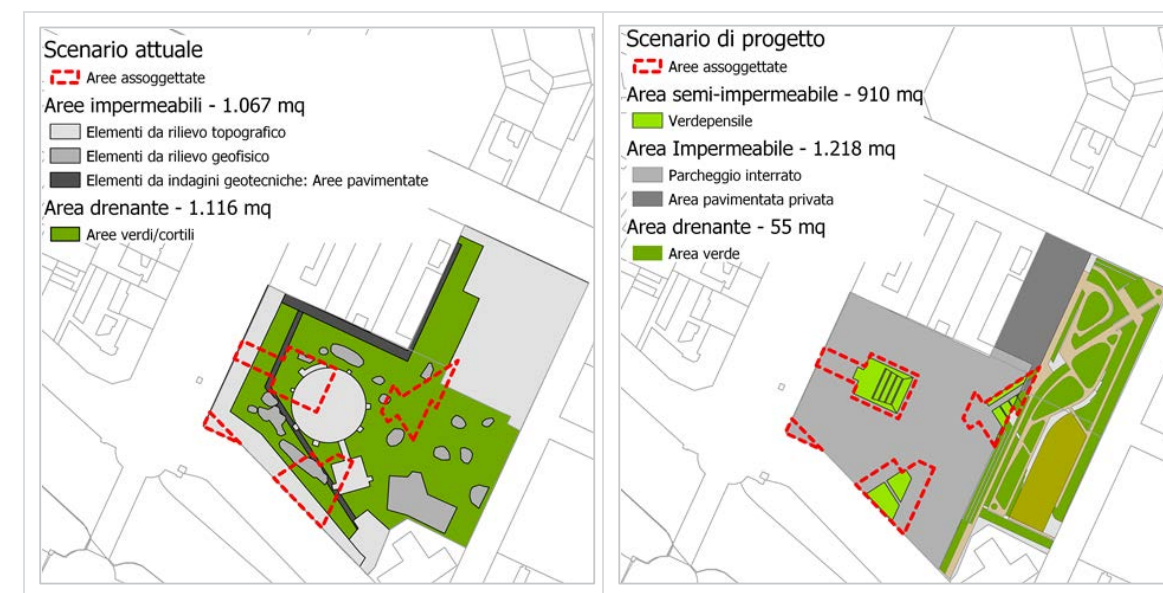 Scenario attuale
Aree assoggettate
Aree impermeabili - 1.067 mq
Elementi da rilievo topografico
Elementi da rilievo geofisico
Elementi da indagini geotecniche: Aree pavimentate
Area drenante - 1.116 mq
Aree verdi/cortili
Scenario di progetto
Aree assoggettate
Area semi-impermeabile - 910 mq
Verdepensile
Area Impermeabile - 1.218 mq
Parcheggio interrato
Area pavimentata privata
Area drenante - 55 mq
Area verde